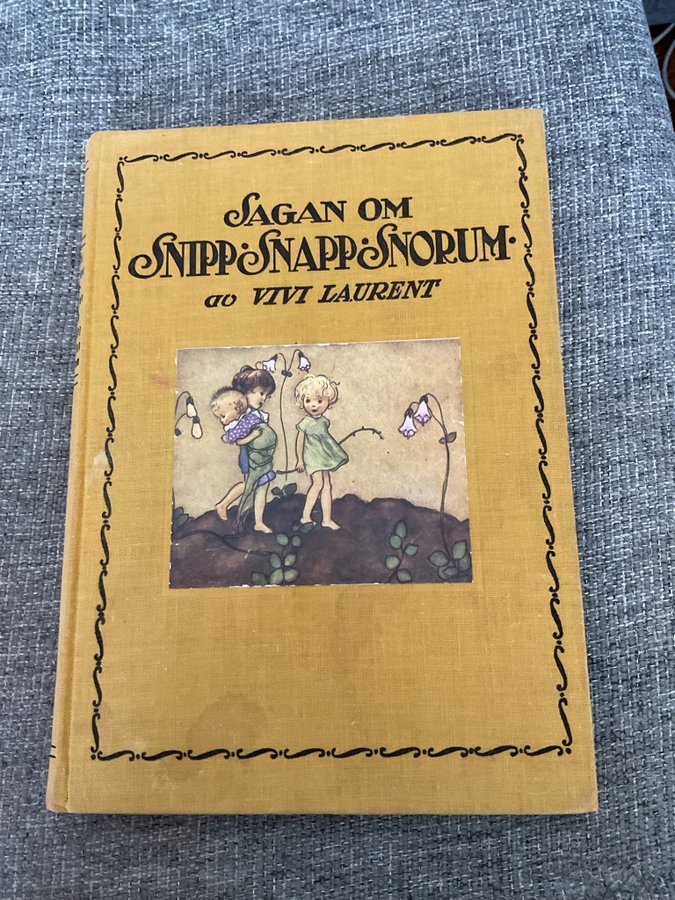 SAGAN OM
SNIPP·SNAPP·SNORUM·
av VIVI LAURENT